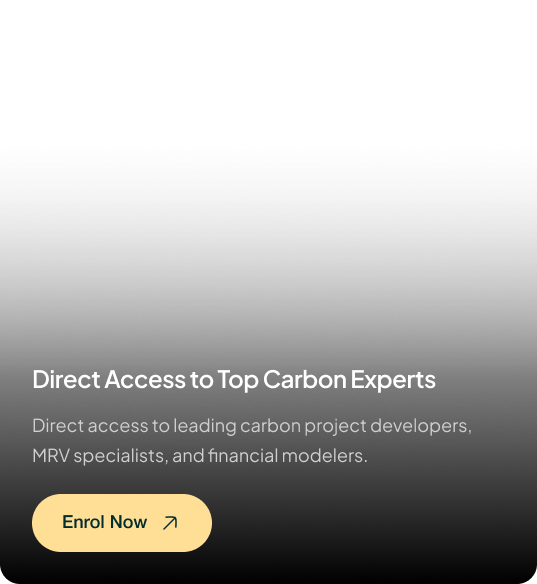 Direct Access to Top Carbon Experts
Direct access to leading carbon project developers,
MRV specialists, and financial modelers.
Enrol Now